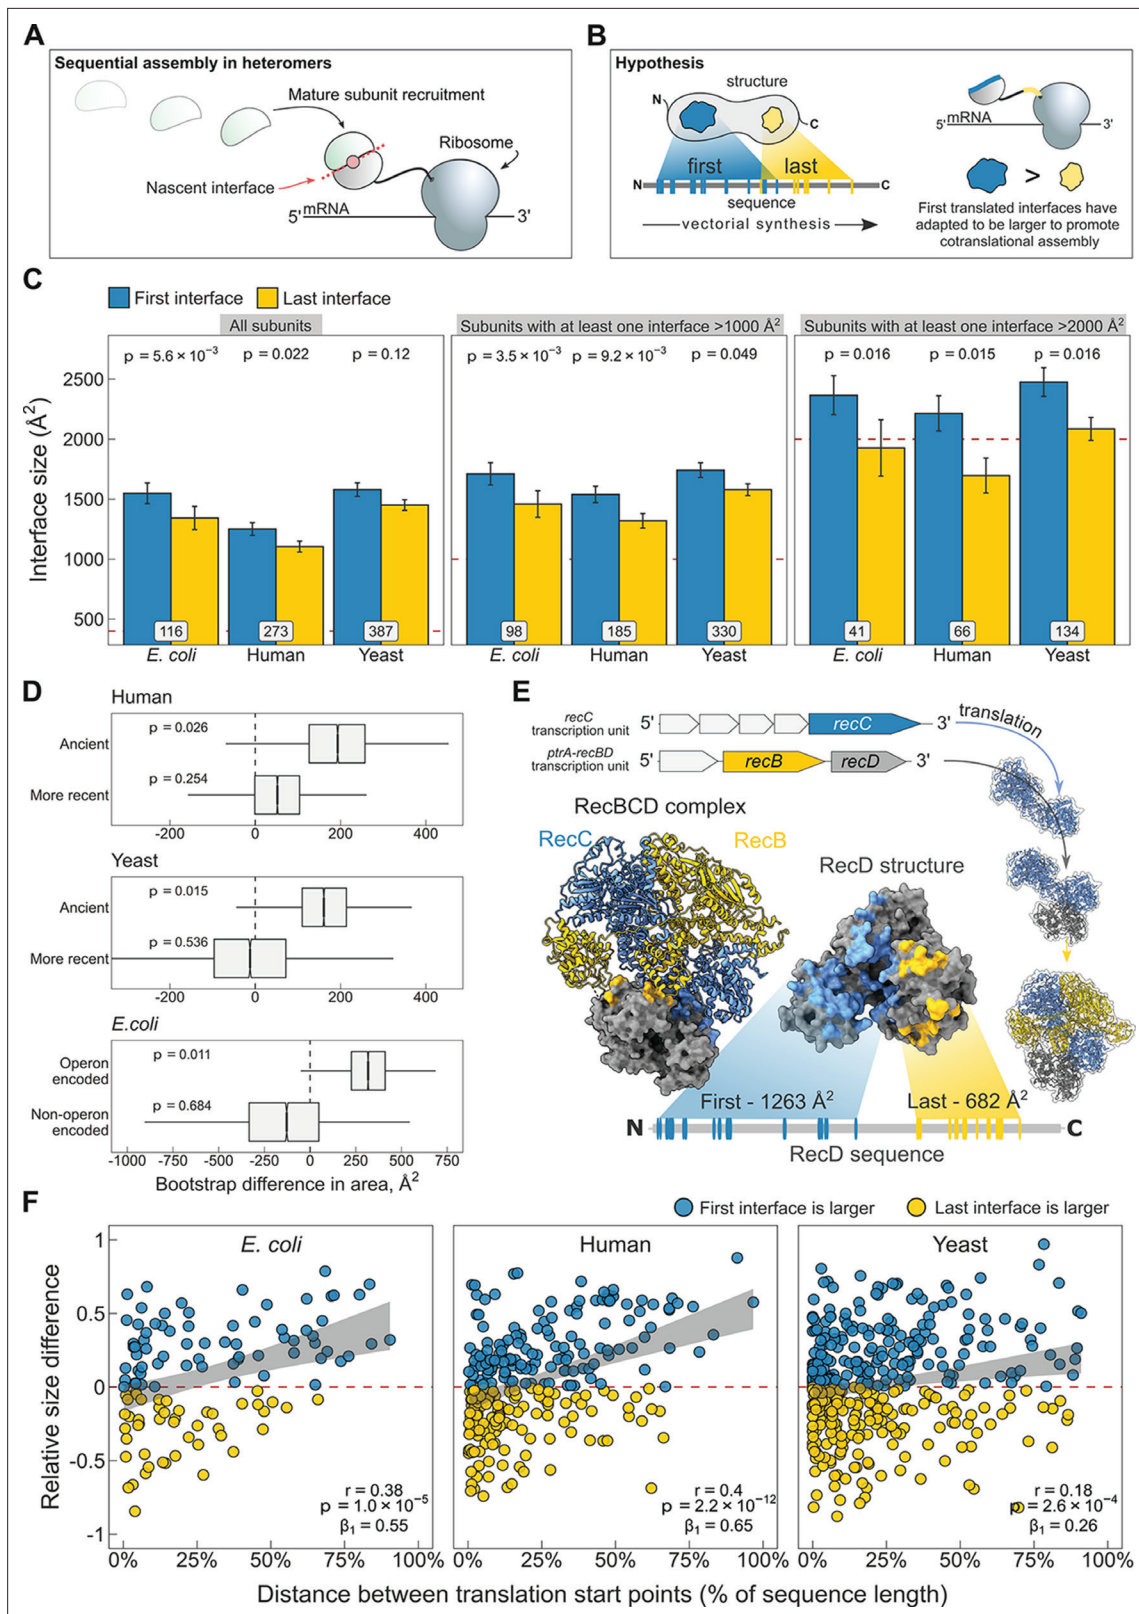 A
Sequential assembly in heteromers
Mature subunit recruitment
Ribosome
Nascent interface
5' mRNA 3'
B
Hypothesis
structure
N
C
first last
N C
sequence
vectorial synthesis
5' mRNA 3'
>
First translated interfaces have
adapted to be larger to promote
cotranslational assembly
C
First interface Last interface
All subunits
Subunits with at least one interface >1000 Å²
Subunits with at least one interface >2000 Å²
p = 5.6 × 10⁻³ p = 0.022 p = 0.12
p = 3.5 × 10⁻³ p = 9.2 × 10⁻³ p = 0.049
p = 0.016 p = 0.015 p = 0.016
Interface size (Å²)
2500
2000
1500
1000
500
116 273 387
98 185 330
41 66 134
E. coli Human Yeast
E. coli Human Yeast
E. coli Human Yeast
D
Human
Ancient
p = 0.026
More recent
p = 0.254
-200 0 200 400
Yeast
Ancient
p = 0.015
More recent
p = 0.536
-200 0 200 400
E.coli
Operon
encoded
p = 0.011
Non-operon
encoded
p = 0.684
-1000 -750 -500 -250 0 250 500 750
Bootstrap difference in area, Å²
E
recC
transcription unit
5' recC 3'
translation
ptrA-recBD
transcription unit
5' recB recD 3'
RecBCD complex
RecC RecB
RecD structure
First - 1263 Å² Last - 682 Å²
N C
RecD sequence
F
First interface is larger Last interface is larger
E. coli Human Yeast
Relative size difference
1
0.5
0
-0.5
-1
r = 0.38
p = 1.0 × 10⁻⁵
β₁ = 0.55
r = 0.4
p = 2.2 × 10⁻¹²
β₁ = 0.65
r = 0.18
p = 2.6 × 10⁻⁴
β₁ = 0.26
0% 25% 50% 75% 100%
0% 25% 50% 75% 100%
0% 25% 50% 75% 100%
Distance between translation start points (% of sequence length)